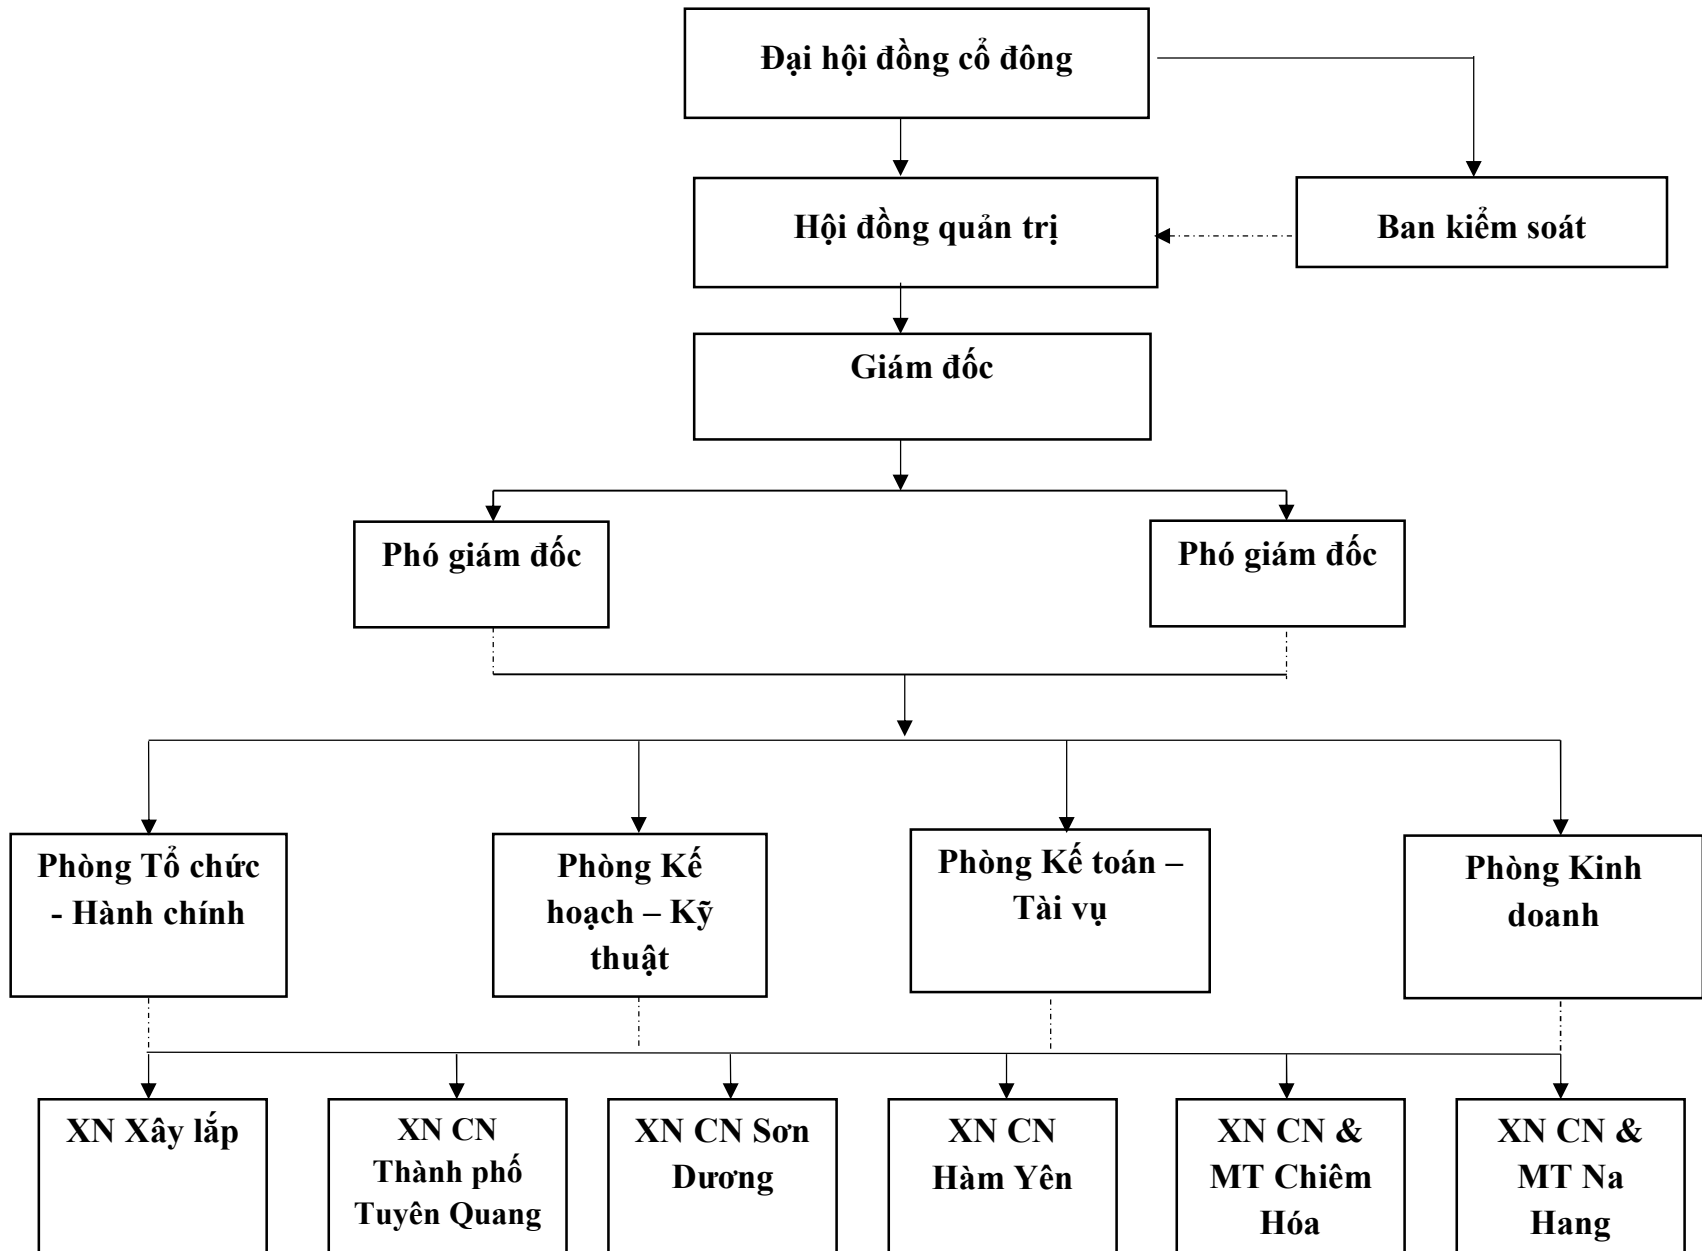 Đại hội đồng cổ đông
Hội đồng quản trị
Ban kiểm soát
Giám đốc
Phó giám đốc
Phó giám đốc
Phòng Tổ chức
- Hành chính
Phòng Kế
hoạch – Kỹ
thuật
Phòng Kế toán –
Tài vụ
Phòng Kinh
doanh
XN Xây lắp
XN CN
Thành phố
Tuyên Quang
XN CN Sơn
Dương
XN CN
Hàm Yên
XN CN &
MT Chiêm
Hóa
XN CN &
MT Na
Hang